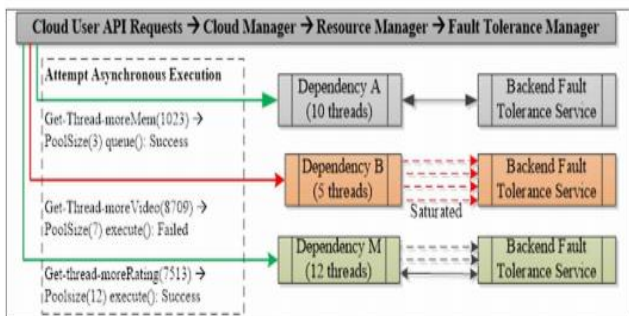 Cloud User API Requests → Cloud Manager → Resource Manager → Fault Tolerance Manager
Attempt Asynchronous Execution
Get-Thread-moreMem(1023) →
PoolSize(3) queue(): Success
Get-Thread-moreVideo(8709) →
PoolSize(7) execute(): Failed
Get-thread-moreRating(7513) →
Poolsize(12) execute(): Success
Dependency A
(10 threads)
Backend Fault
Tolerance Service
Dependency B
(5 threads)
Saturated
Backend Fault
Tolerance Service
Dependency M
(12 threads)
Backend Fault
Tolerance Service